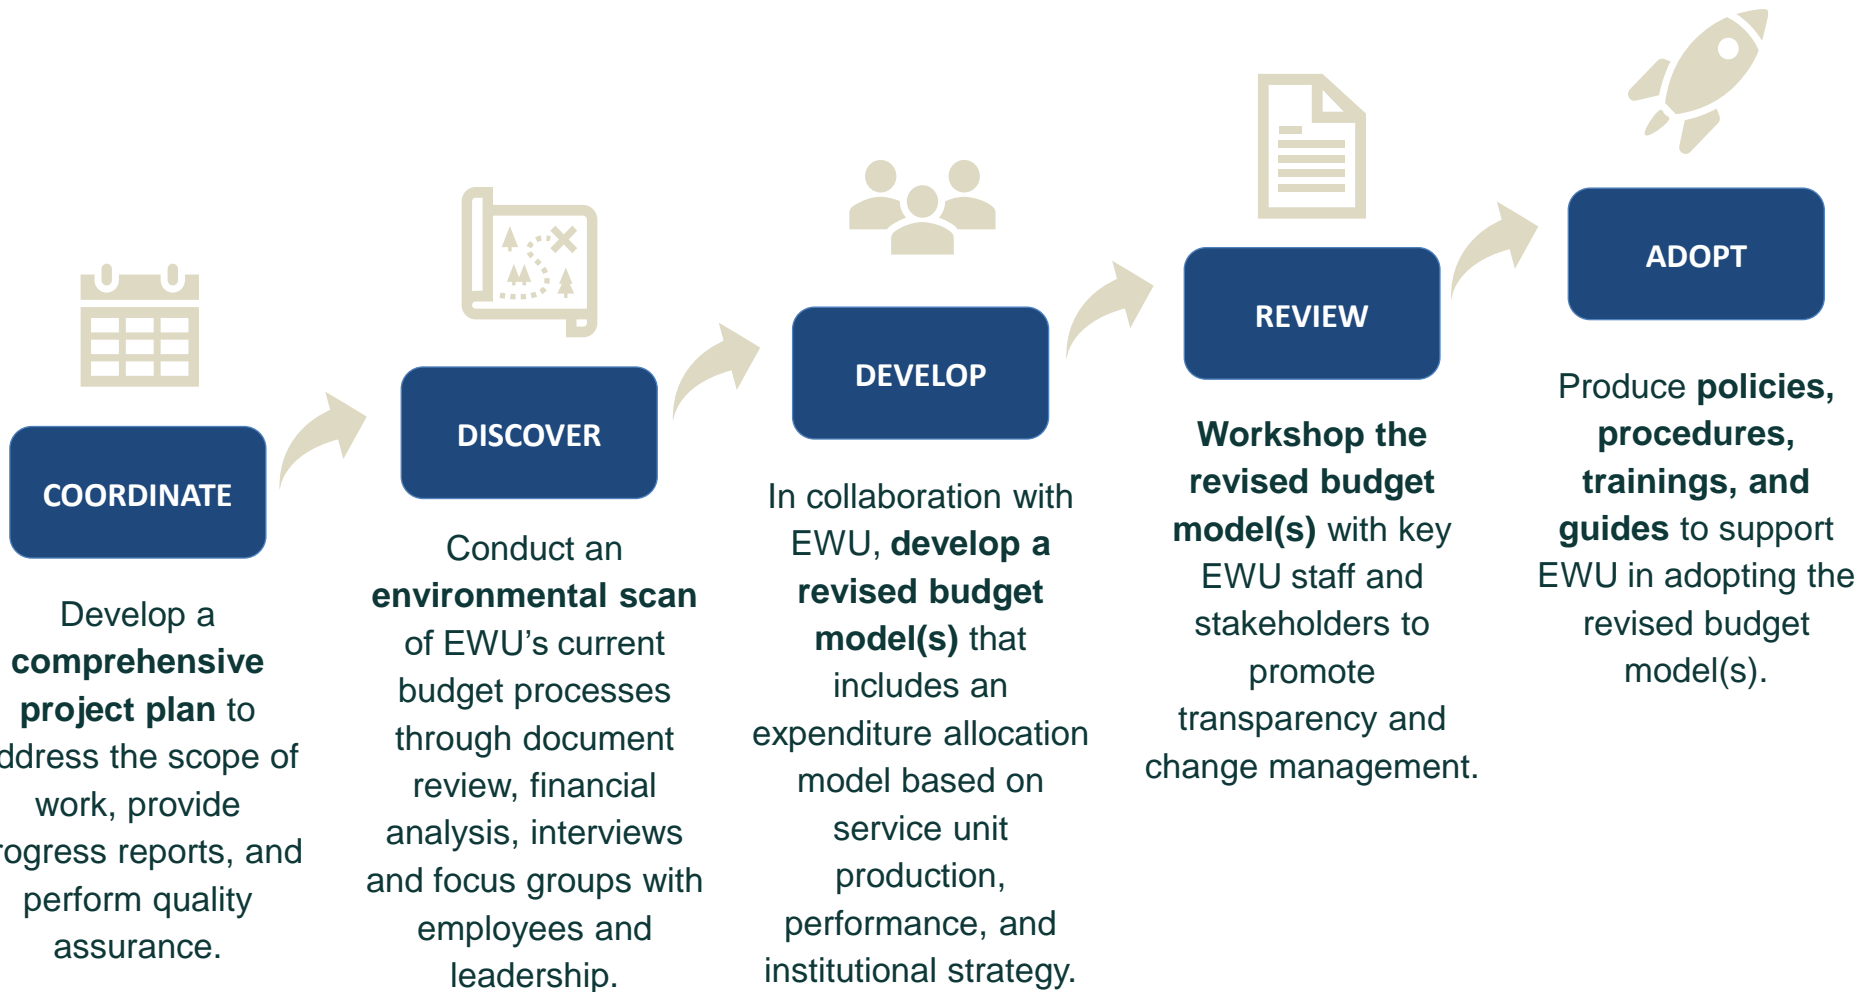 COORDINATE
Develop a
comprehensive
project plan to
ddress the scope of
work, provide
rogress reports, and
perform quality
assurance.
DISCOVER
Conduct an
environmental scan
of EWU’s current
budget processes
through document
review, financial
analysis, interviews
and focus groups with
employees and
leadership.
DEVELOP
In collaboration with
EWU, develop a
revised budget
model(s) that
includes an
expenditure allocation
model based on
service unit
production,
performance, and
institutional strategy.
REVIEW
Workshop the
revised budget
model(s) with key
EWU staff and
stakeholders to
promote
transparency and
change management.
ADOPT
Produce policies,
procedures,
trainings, and
guides to support
EWU in adopting the
revised budget
model(s).